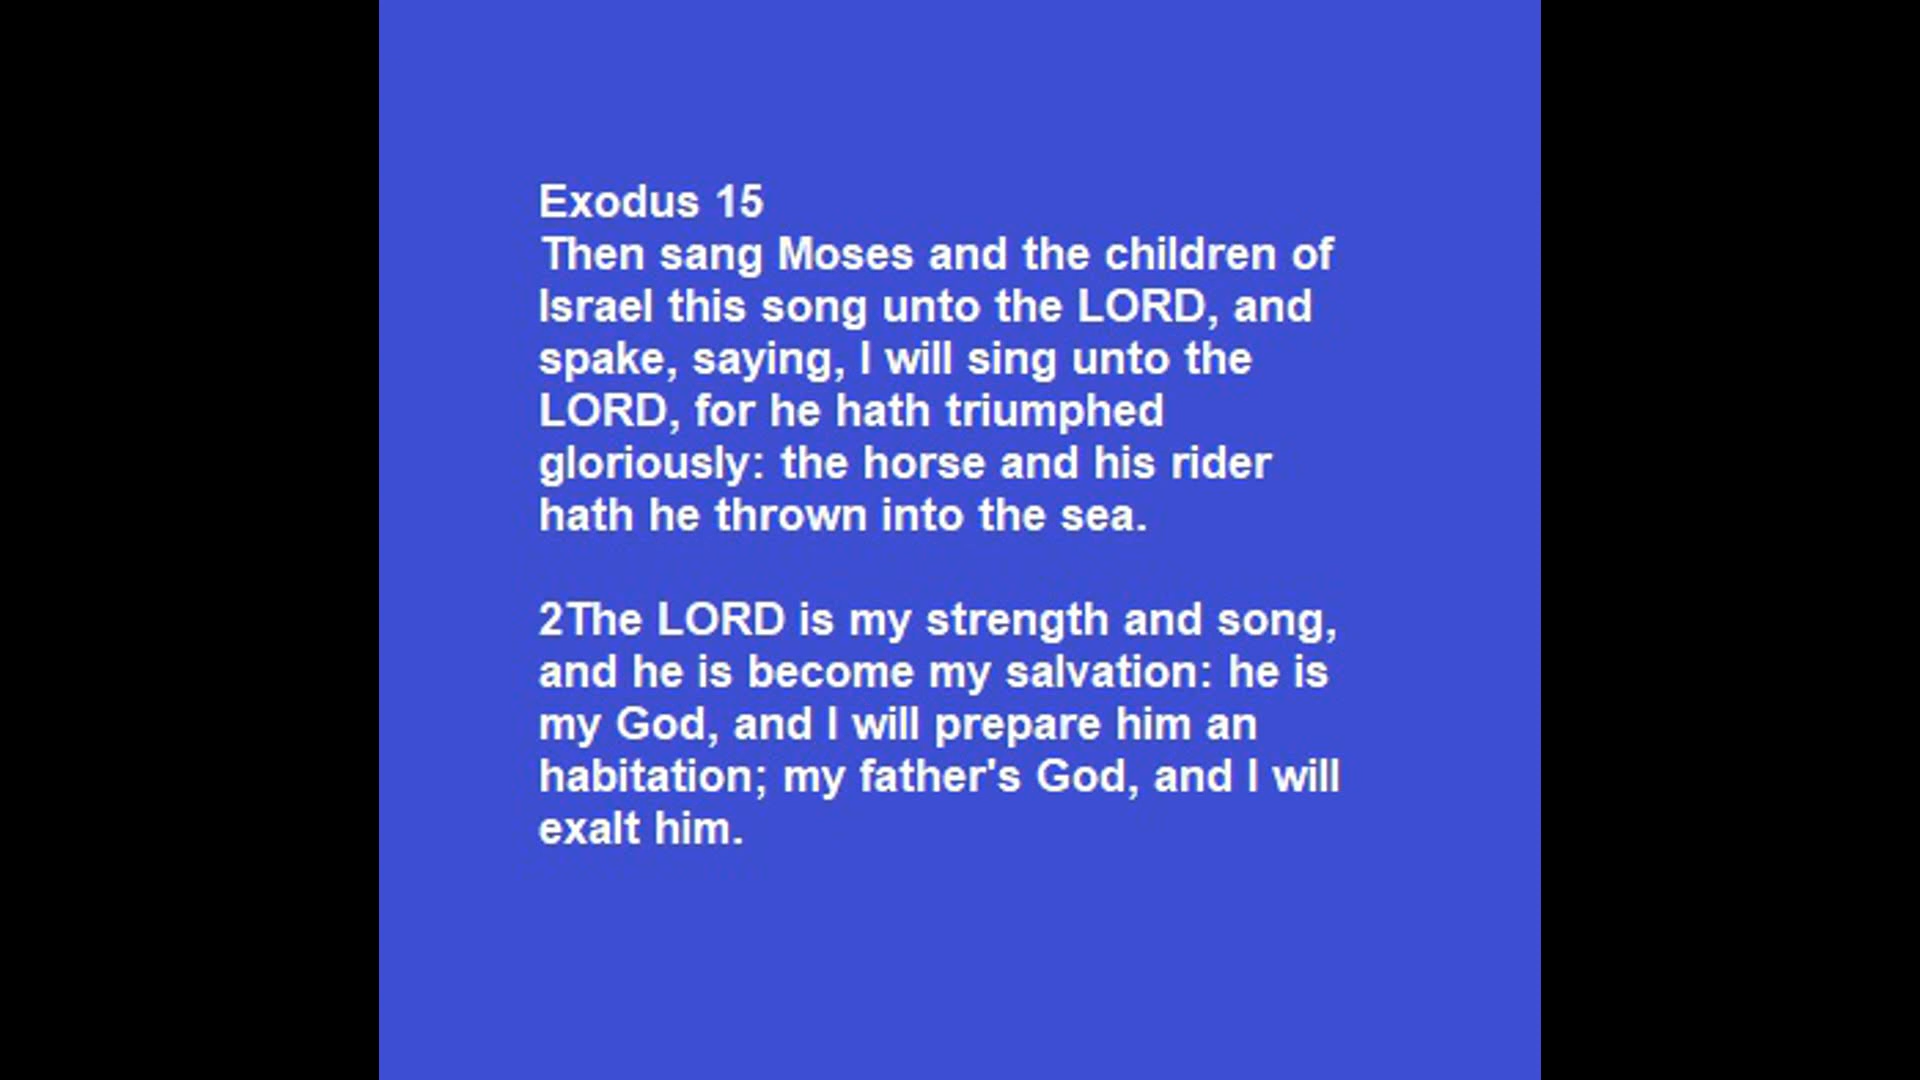 Exodus 15
Then sang Moses and the children of
Israel this song unto the LORD, and
spake, saying, I will sing unto the
LORD, for he hath triumphed
gloriously: the horse and his rider
hath he thrown into the sea.
2The LORD is my strength and song,
and he is become my salvation: he is
my God, and I will prepare him an
habitation; my father's God, and I will
exalt him.